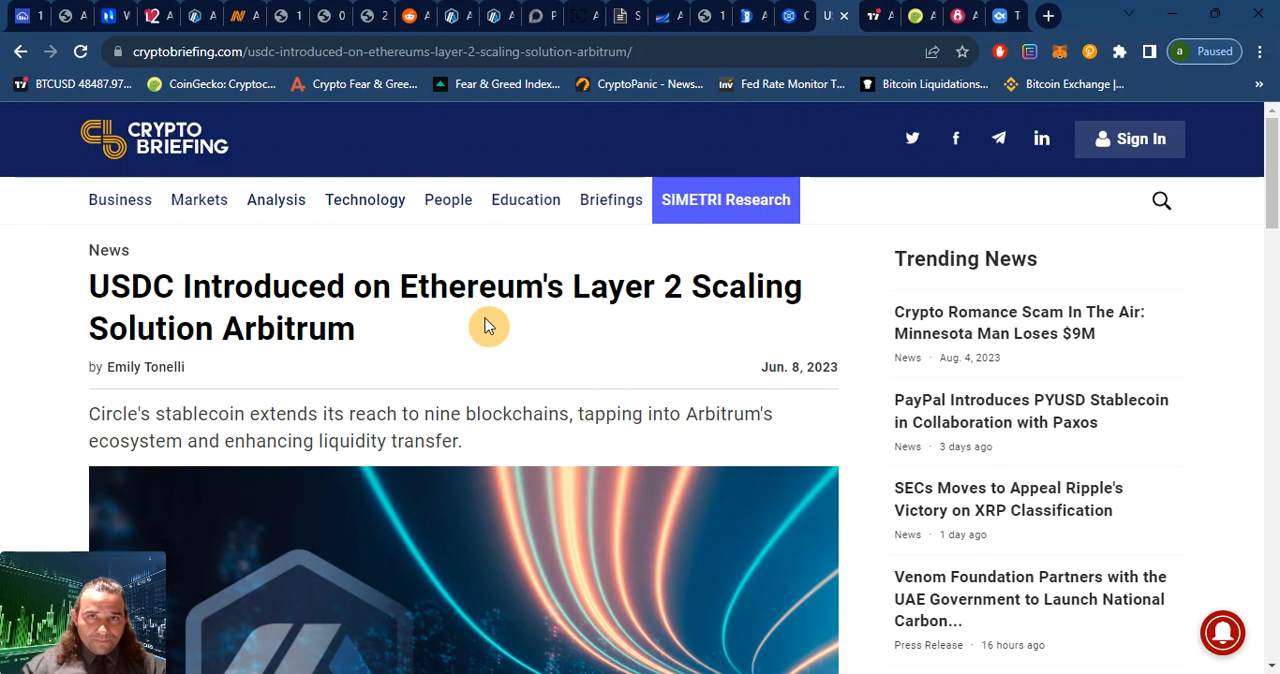 1 A N V 12 A A A 1 0 2 A A A P A S A 1 A C US A A A T
cryptobriefing.com/usdc-introduced-on-ethereums-layer-2-scaling-solution-arbitrum/
a Paused
BTCUSD 48487.97... CoinGecko: Cryptoc... Crypto Fear & Gree... Fear & Greed Index... CryptoPanic - News... Fed Rate Monitor T... Bitcoin Liquidations... Bitcoin Exchange |... »
CRYPTO
BRIEFING
Sign In
Business Markets Analysis Technology People Education Briefings SIMETRI Research
News
USDC Introduced on Ethereum's Layer 2 Scaling
Solution Arbitrum
by Emily Tonelli Jun. 8, 2023
Circle's stablecoin extends its reach to nine blockchains, tapping into Arbitrum's
ecosystem and enhancing liquidity transfer.
Trending News
Crypto Romance Scam In The Air:
Minnesota Man Loses $9M
News · Aug. 4, 2023
PayPal Introduces PYUSD Stablecoin
in Collaboration with Paxos
News · 3 days ago
SECs Moves to Appeal Ripple's
Victory on XRP Classification
News · 1 day ago
Venom Foundation Partners with the
UAE Government to Launch National
Carbon...
Press Release · 16 hours ago